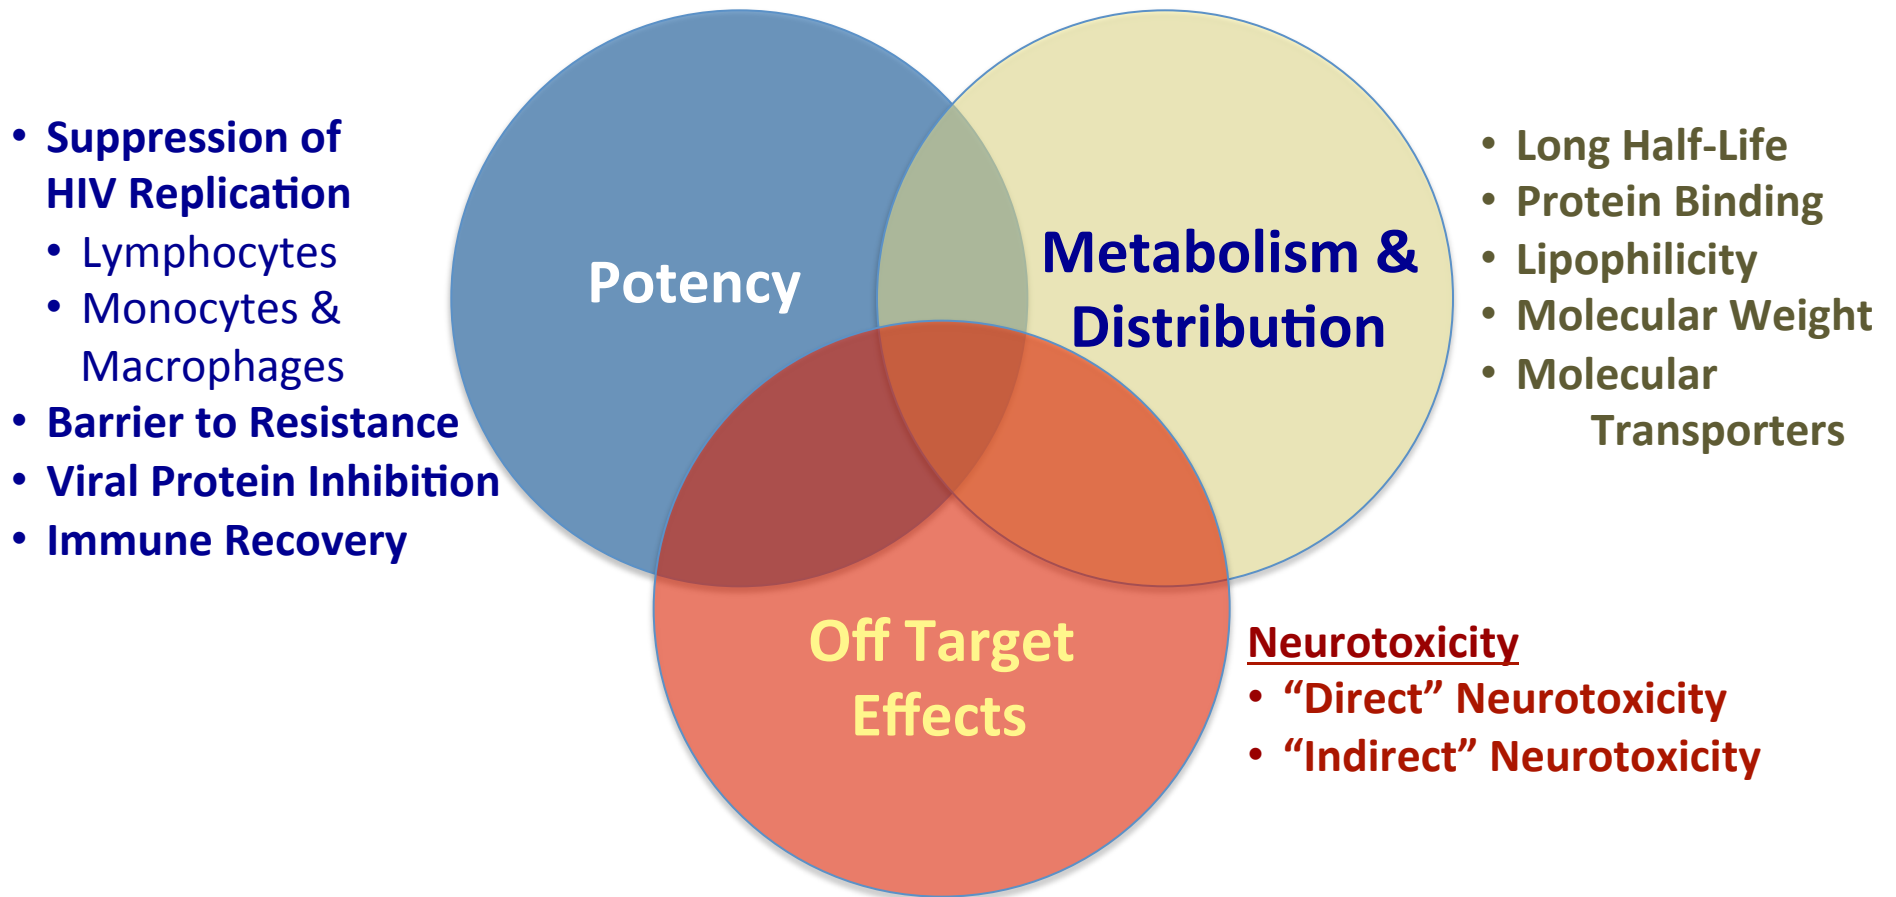 • Suppression of
HIV Replication
• Lymphocytes
• Monocytes &
Macrophages
• Barrier to Resistance
• Viral Protein Inhibition
• Immune Recovery
Potency
Metabolism &
Distribution
• Long Half-Life
• Protein Binding
• Lipophilicity
• Molecular Weight
• Molecular
Transporters
Off Target
Effects
Neurotoxicity
• “Direct” Neurotoxicity
• “Indirect” Neurotoxicity